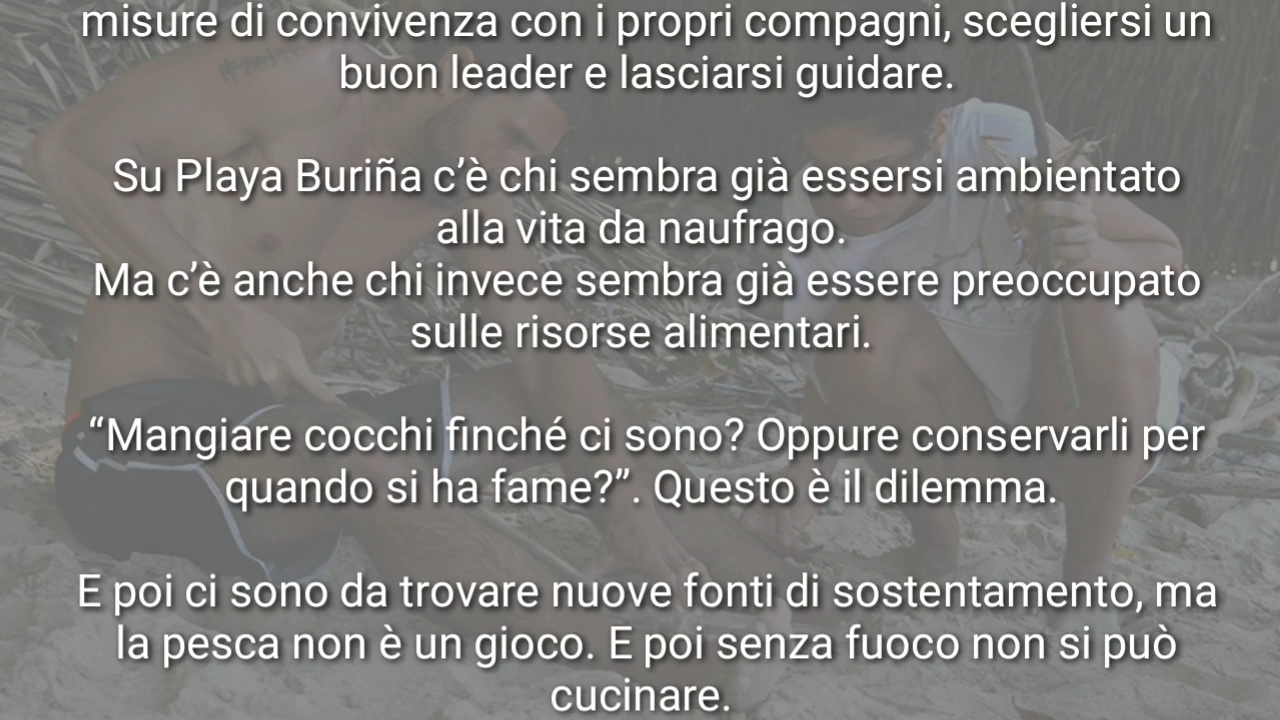 misure di convivenza con i propri compagni, scegliersi un
buon leader e lasciarsi guidare.
Su Playa Buriña c’è chi sembra già essersi ambientato
alla vita da naufrago.
Ma c’è anche chi invece sembra già essere preoccupato
sulle risorse alimentari.
“Mangiare cocchi finché ci sono? Oppure conservarli per
quando si ha fame?”. Questo è il dilemma.
E poi ci sono da trovare nuove fonti di sostentamento, ma
la pesca non è un gioco. E poi senza fuoco non si può
cucinare.